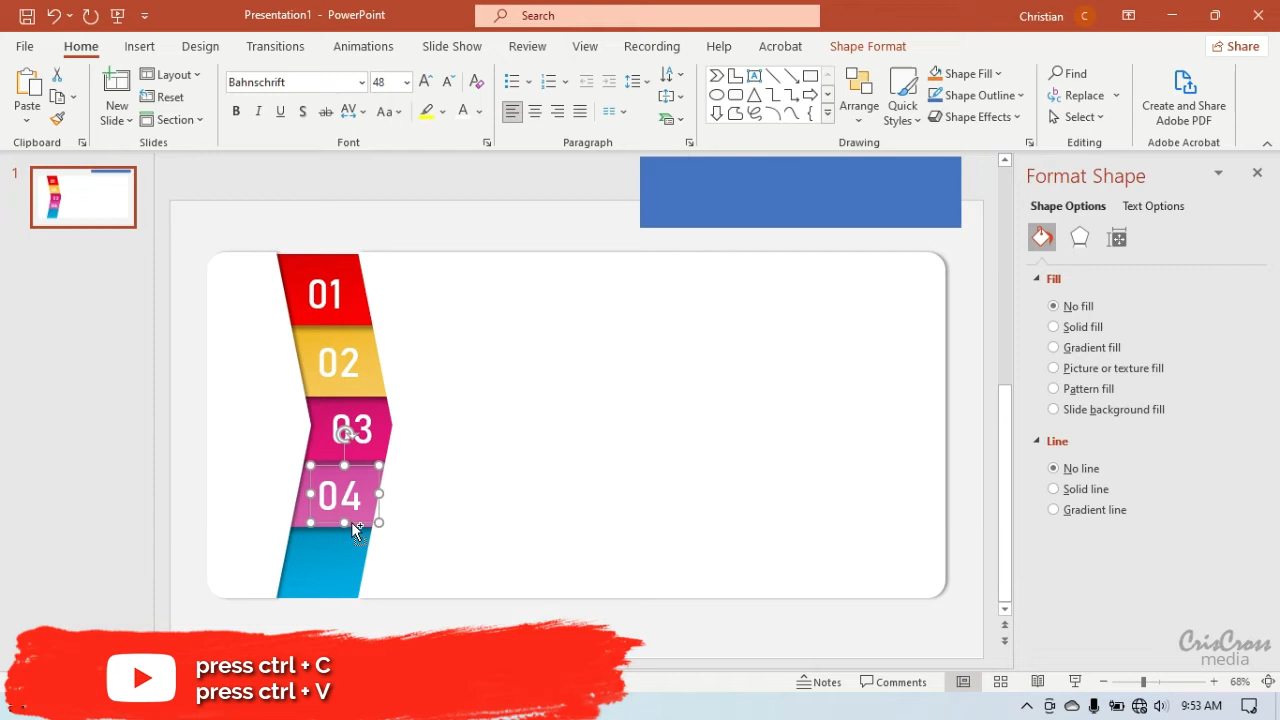 Presentation1 - PowerPoint
Search
Christian
C
File
Home
Insert
Design
Transitions
Animations
Slide Show
Review
View
Recording
Help
Acrobat
Shape Format
Share
Paste
Clipboard
New
Slide
Layout
Reset
Section
Slides
Bahnschrift
48
Font
Paragraph
Arrange
Quick
Styles
Shape Fill
Shape Outline
Shape Effects
Drawing
Find
Replace
Select
Editing
Create and Share
Adobe PDF
Adobe Acrobat
1
01
02
03
04
Format Shape
Shape Options
Text Options
Fill
No fill
Solid fill
Gradient fill
Picture or texture fill
Pattern fill
Slide background fill
Line
No line
Solid line
Gradient line
press ctrl + C
press ctrl + V
CrisCross
media
Notes
Comments
68%
9:53 AM